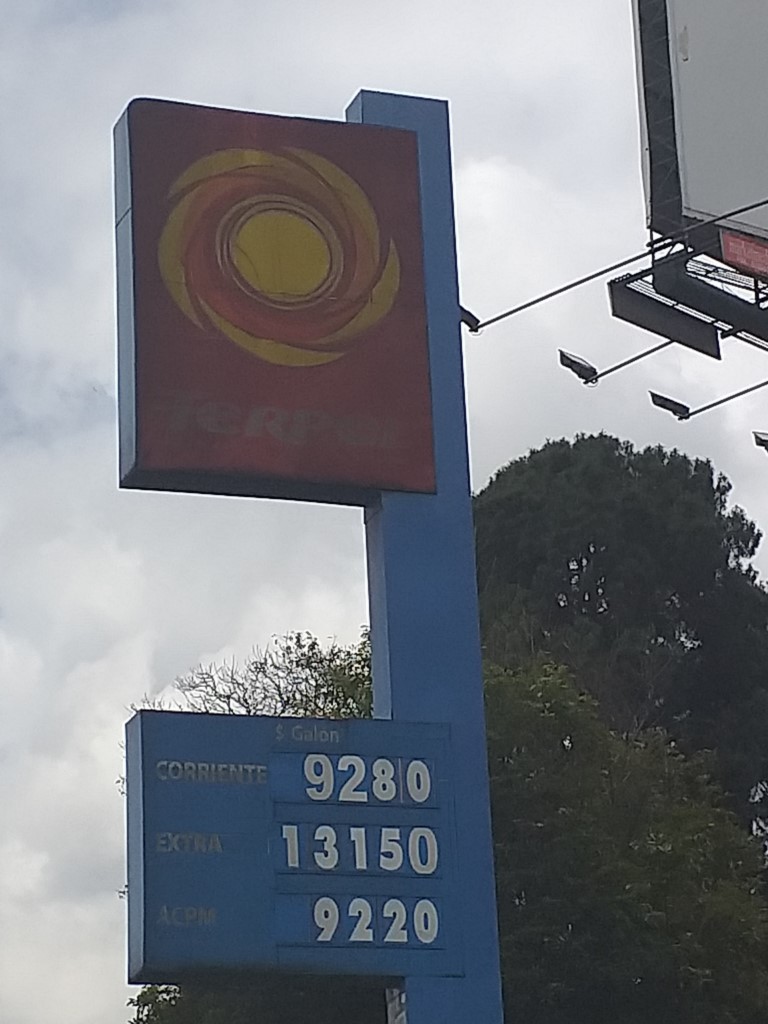 Terpel
$ Galon
CORRIENTE 9280
EXTRA 13150
ACPM 9220